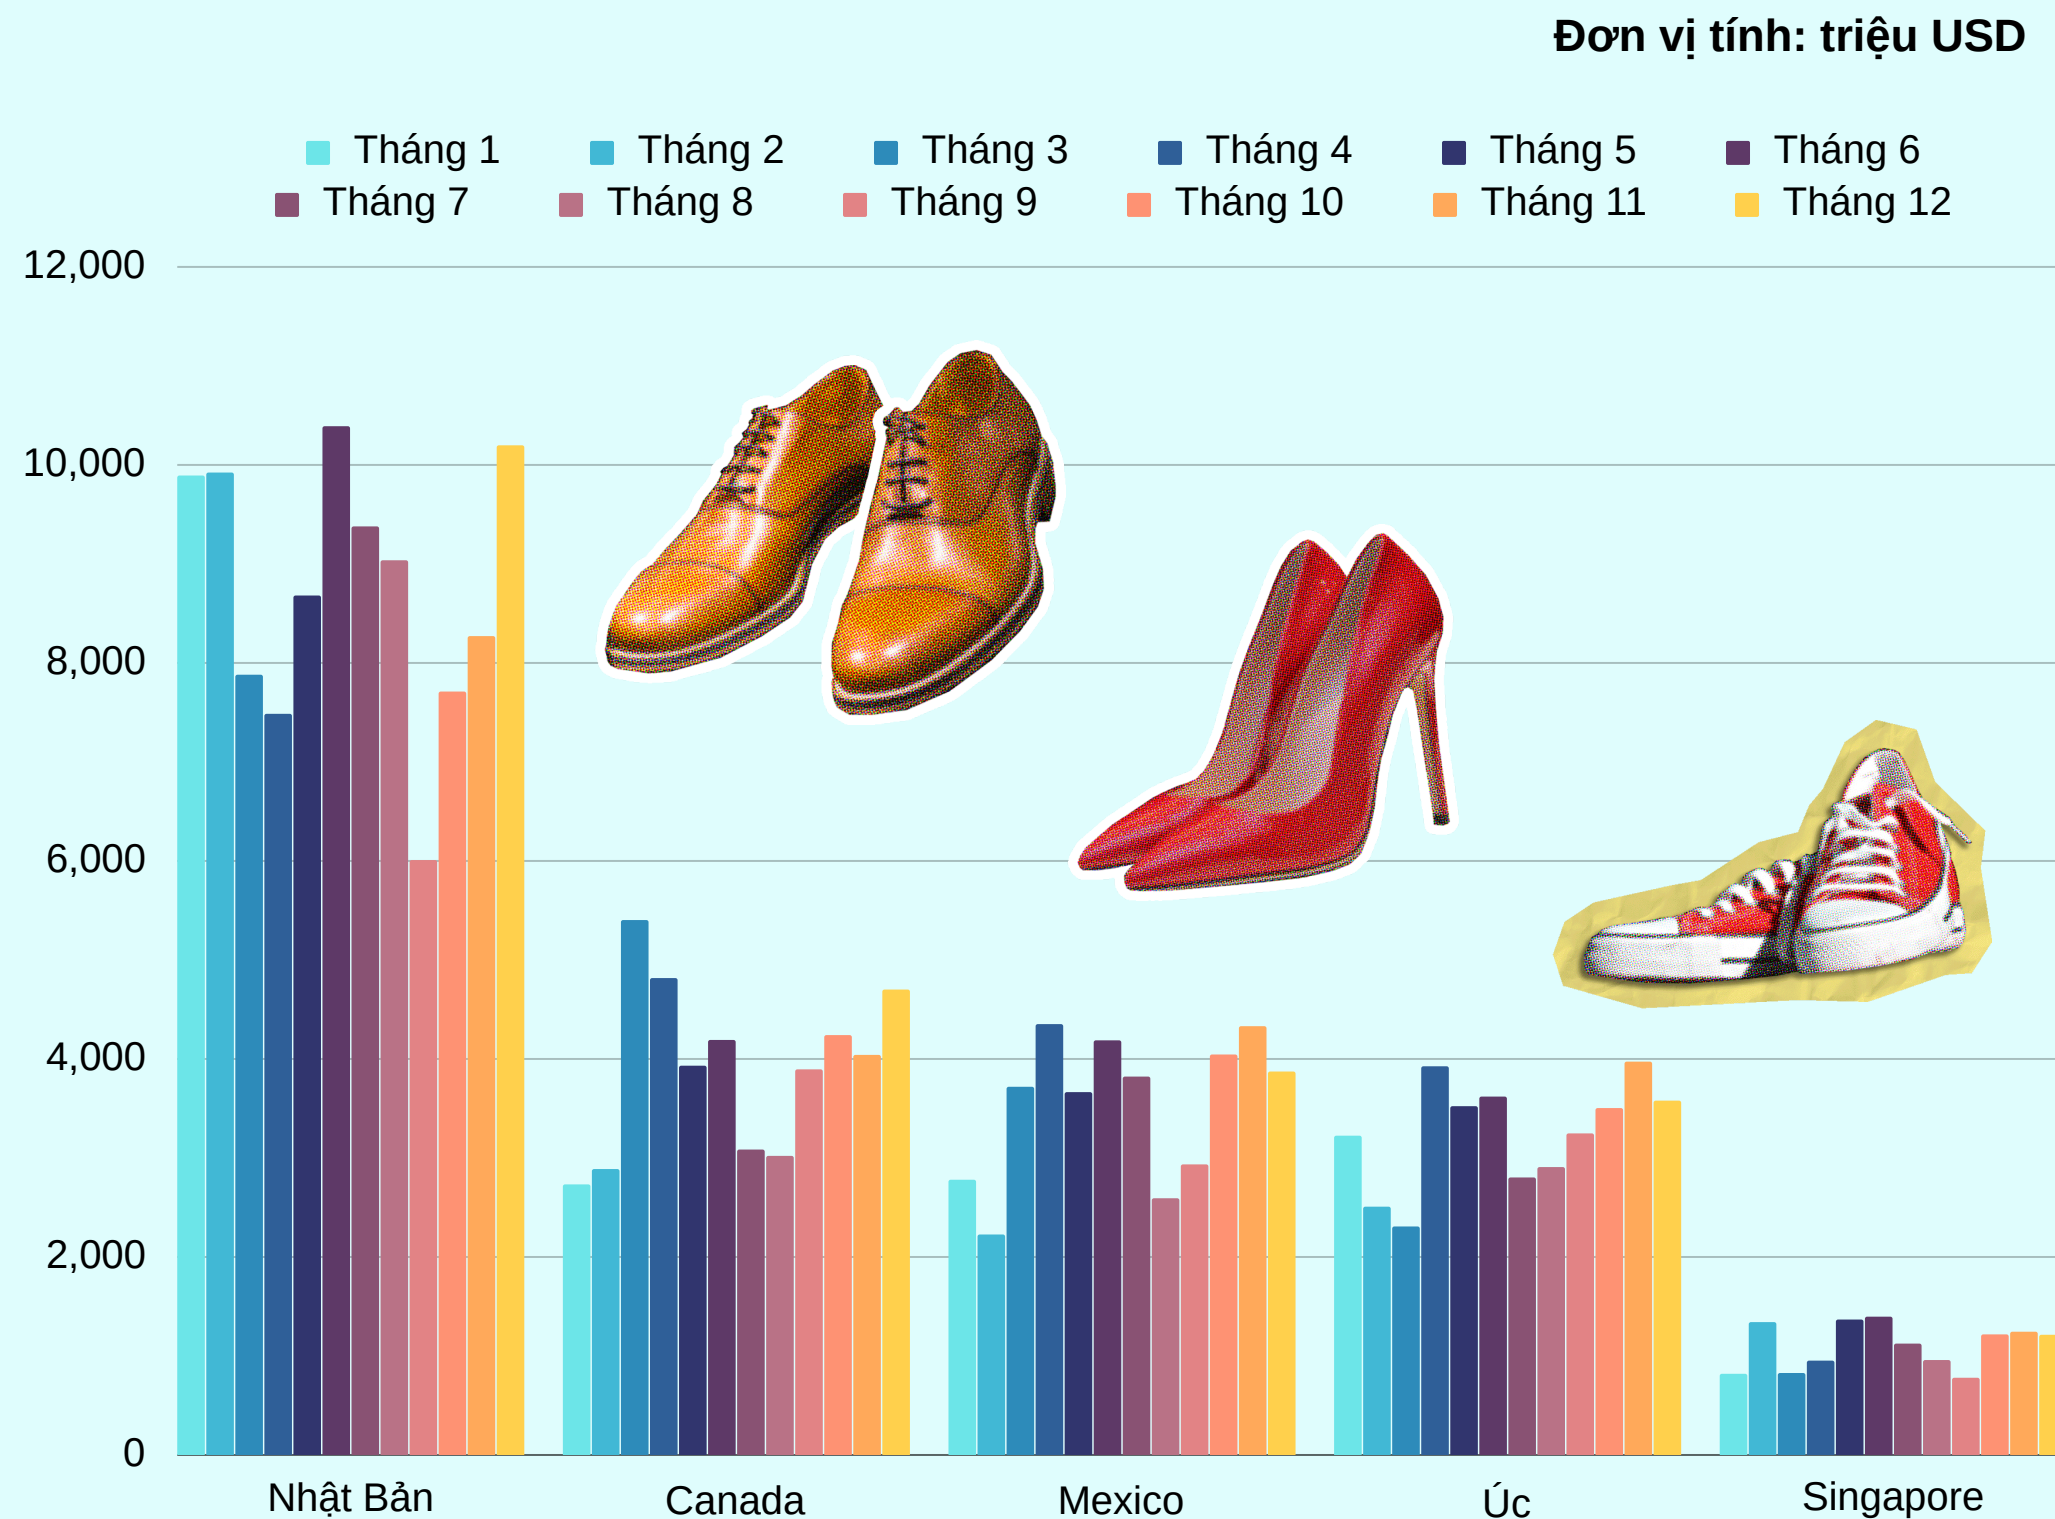 Đơn vị tính: triệu USD
Tháng 1 Tháng 2 Tháng 3 Tháng 4 Tháng 5 Tháng 6
Tháng 7 Tháng 8 Tháng 9 Tháng 10 Tháng 11 Tháng 12
12,000
10,000
8,000
6,000
4,000
2,000
0
Nhật Bản Canada Mexico Úc Singapore